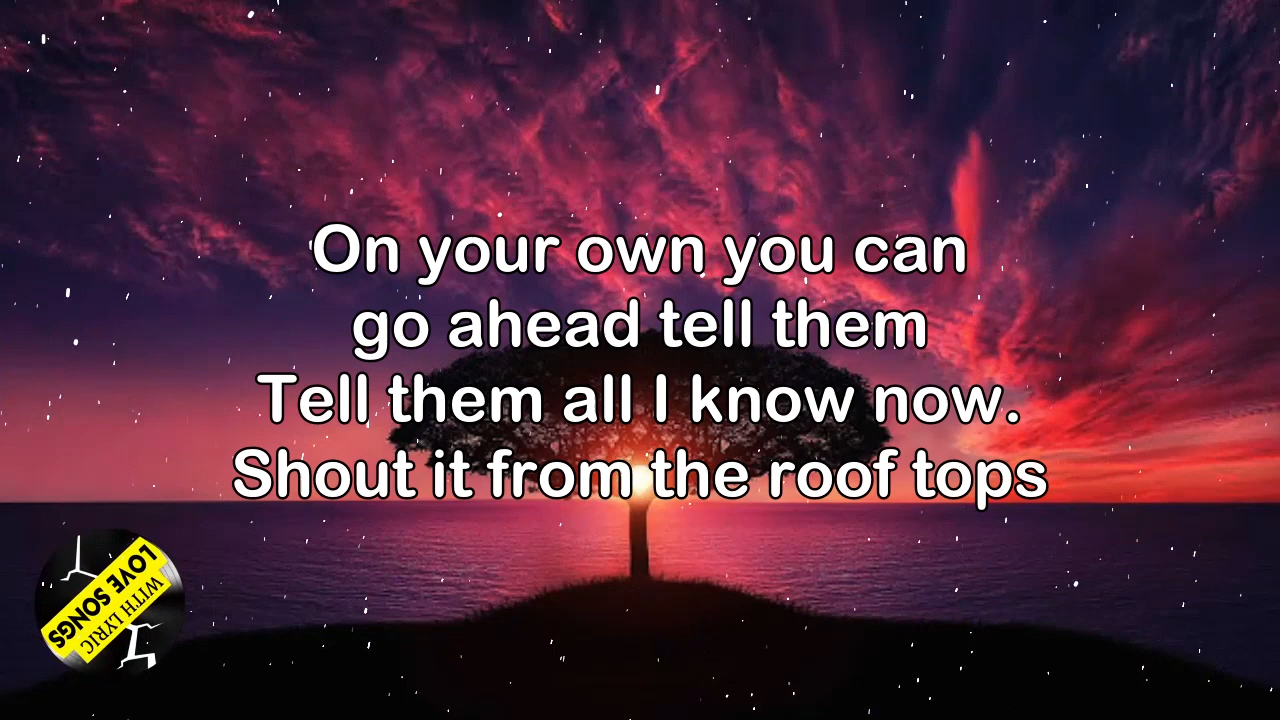 On your own you can
go ahead tell them
Tell them all I know now.
Shout it from the roof tops
LOVE SONGS
WITH LYRIC